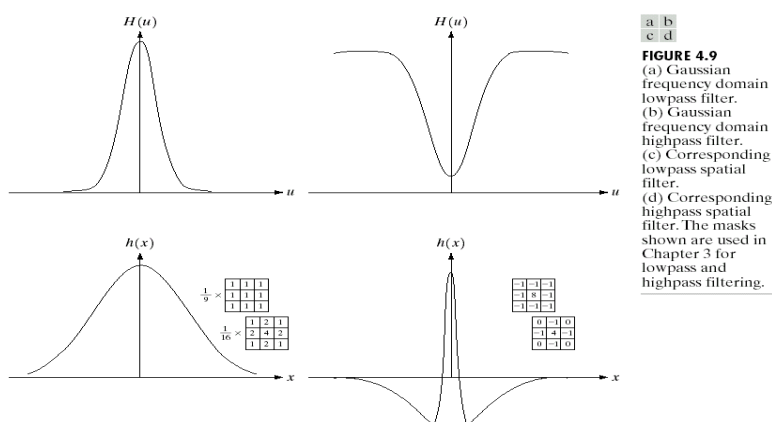 H(u)
H(u)
a b
c d
FIGURE 4.9
(a) Gaussian
frequency domain
lowpass filter.
(b) Gaussian
frequency domain
highpass filter.
(c) Corresponding
lowpass spatial
filter.
(d) Corresponding
highpass spatial
filter. The masks
shown are used in
Chapter 3 for
lowpass and
highpass filtering.
u
u
h(x)
h(x)
1/9 ×
1 1 1
1 1 1
1 1 1
1/16 ×
1 2 1
2 4 2
1 2 1
−1 −1 −1
−1 8 −1
−1 −1 −1
0 −1 0
−1 4 −1
0 −1 0
x
x